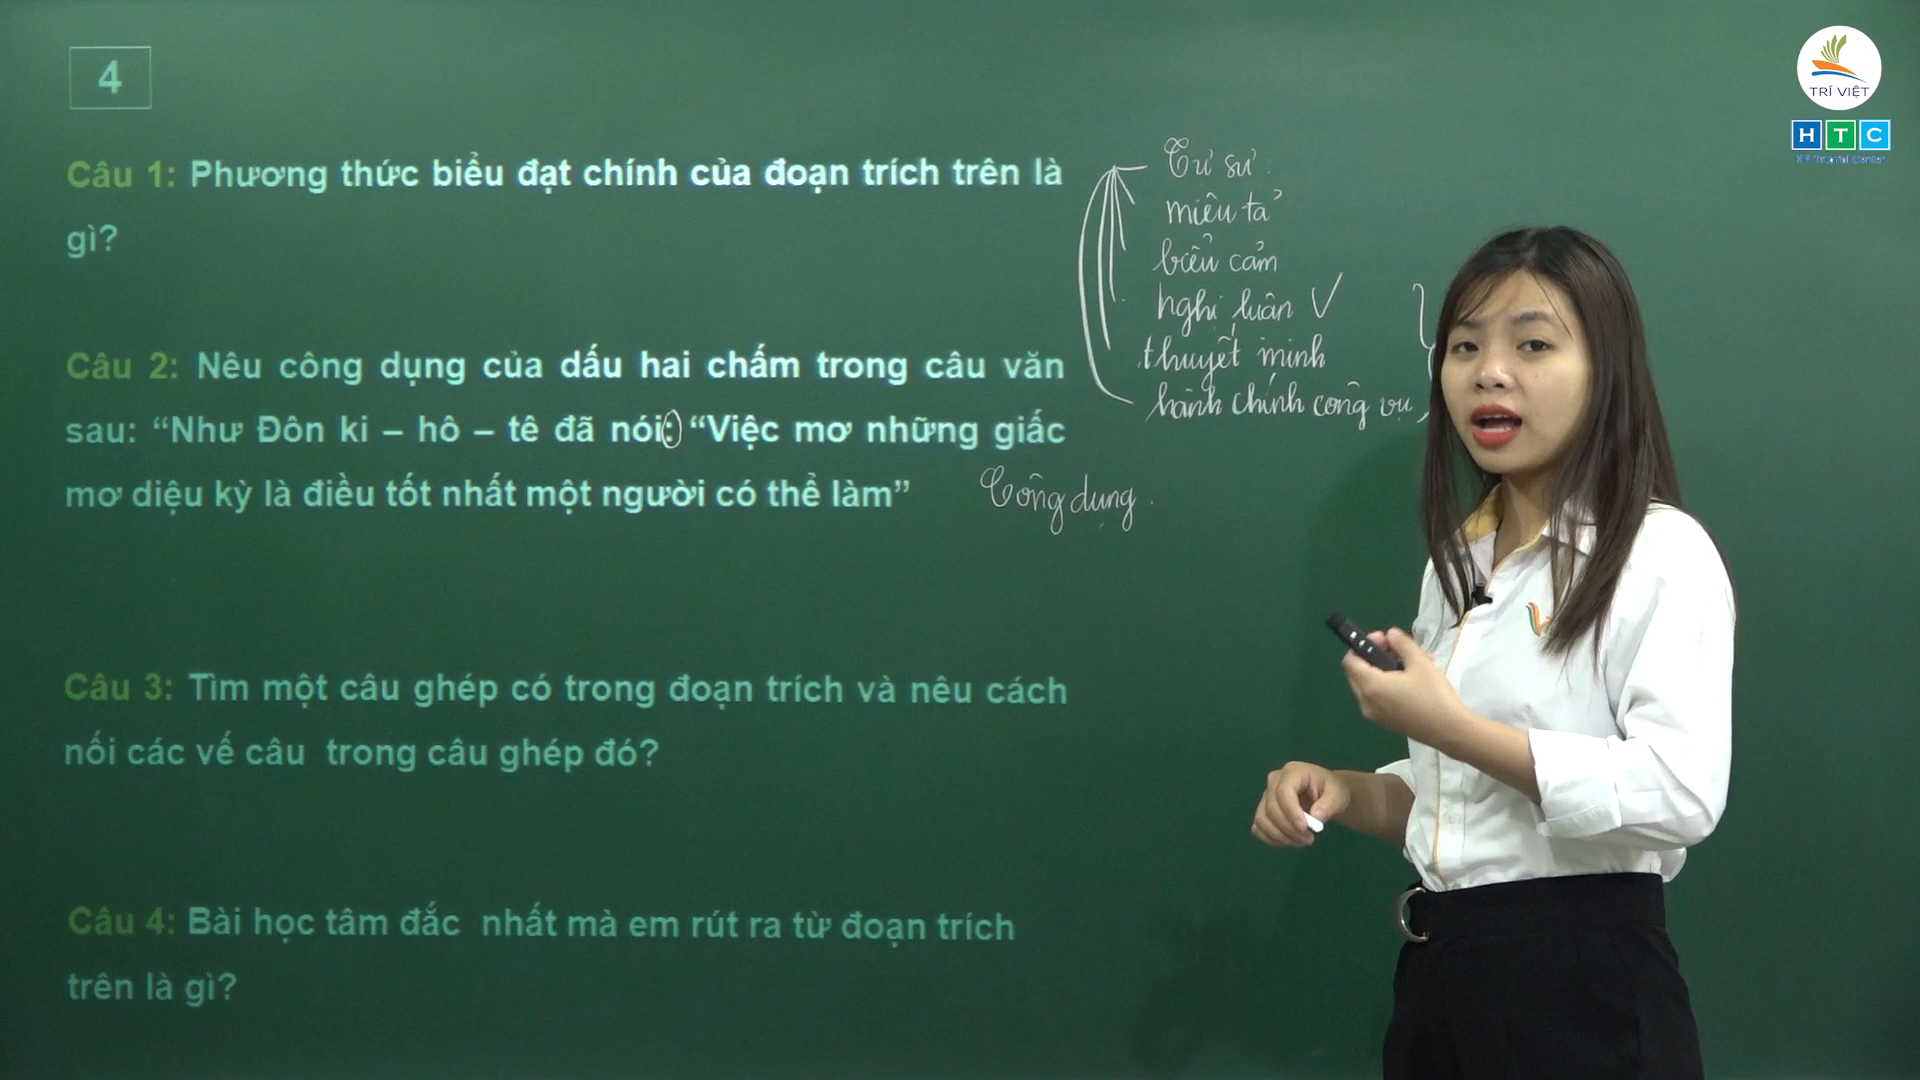 4
TRÍ VIỆT
HTC
Câu 1: Phương thức biểu đạt chính của đoạn trích trên là
gì?
Tự sự
miêu tả
biểu cảm
nghị luận ✓
thuyết minh
hành chính công vụ
Câu 2: Nêu công dụng của dấu hai chấm trong câu văn
sau: “Như Đôn ki – hô – tê đã nói: “Việc mơ những giấc
mơ diệu kỳ là điều tốt nhất một người có thể làm”
Công dụng
Câu 3: Tìm một câu ghép có trong đoạn trích và nêu cách
nối các vế câu trong câu ghép đó?
Câu 4: Bài học tâm đắc nhất mà em rút ra từ đoạn trích
trên là gì?